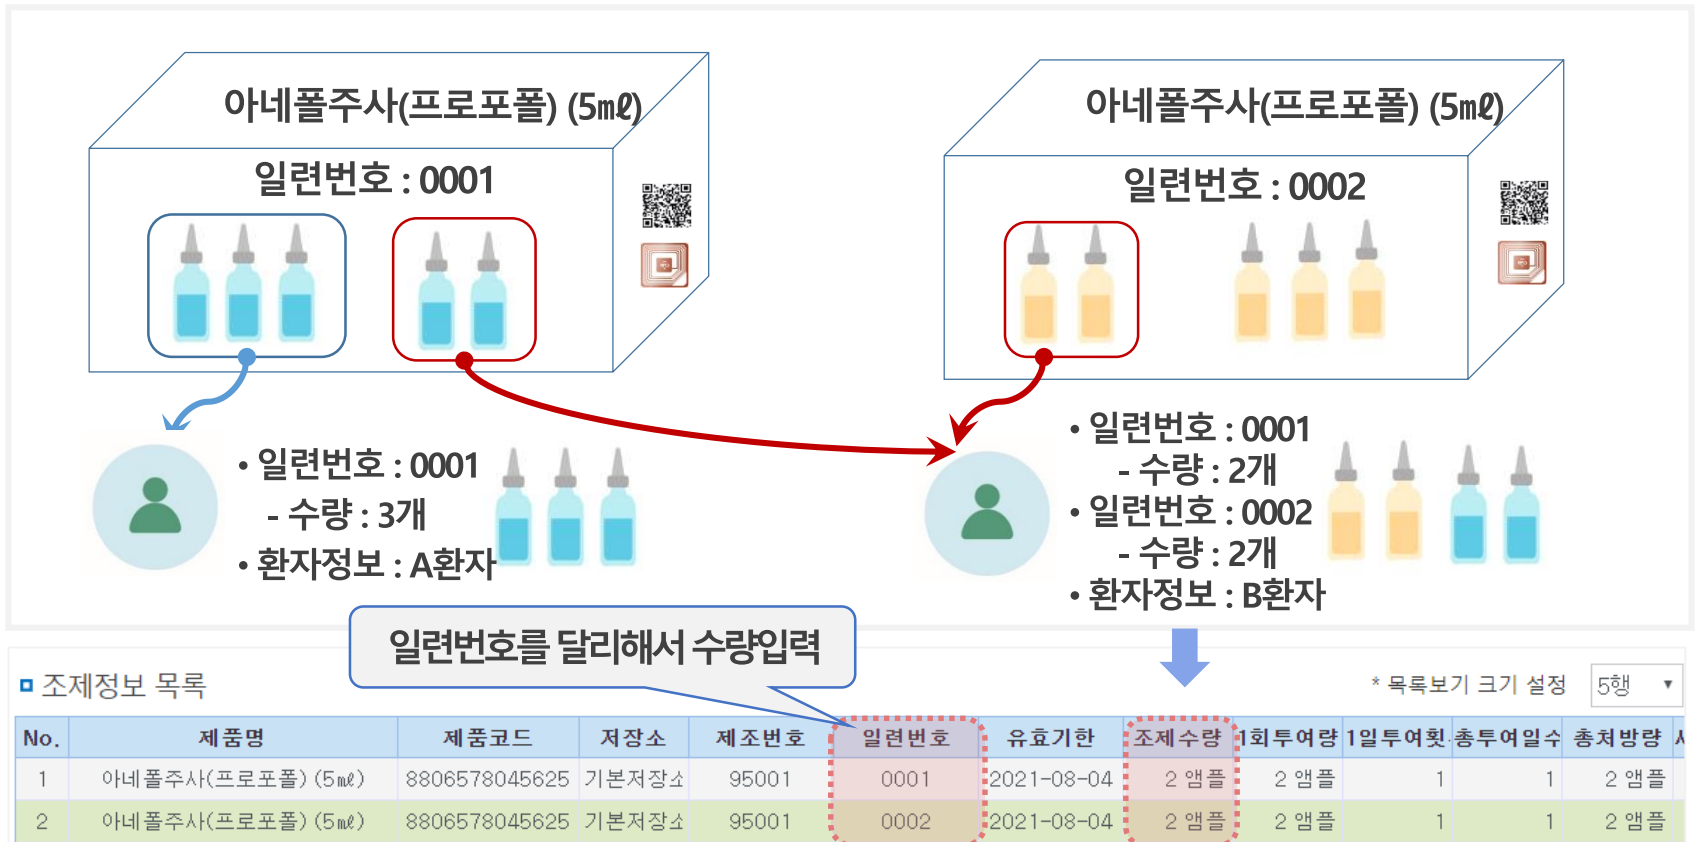 아네폴주사(프로포폴) (5㎖)
일련번호 : 0001
아네폴주사(프로포폴) (5㎖)
일련번호 : 0002
• 일련번호 : 0001
- 수량 : 3개
• 환자정보 : A환자
• 일련번호 : 0001
- 수량 : 2개
• 일련번호 : 0002
- 수량 : 2개
• 환자정보 : B환자
일련번호를 달리해서 수량입력
조제정보 목록
* 목록보기 크기 설정 5행
No. 제품명 제품코드 저장소 제조번호 일련번호 유효기한 조제수량 1회투여량 1일투여횟 총투여일수 총처방량
1 아네폴주사(프로포폴) (5㎖) 8806578045625 기본저장소 95001 0001 2021-08-04 2 앰플 2 앰플 1 1 2 앰플
2 아네폴주사(프로포폴) (5㎖) 8806578045625 기본저장소 95001 0002 2021-08-04 2 앰플 2 앰플 1 1 2 앰플